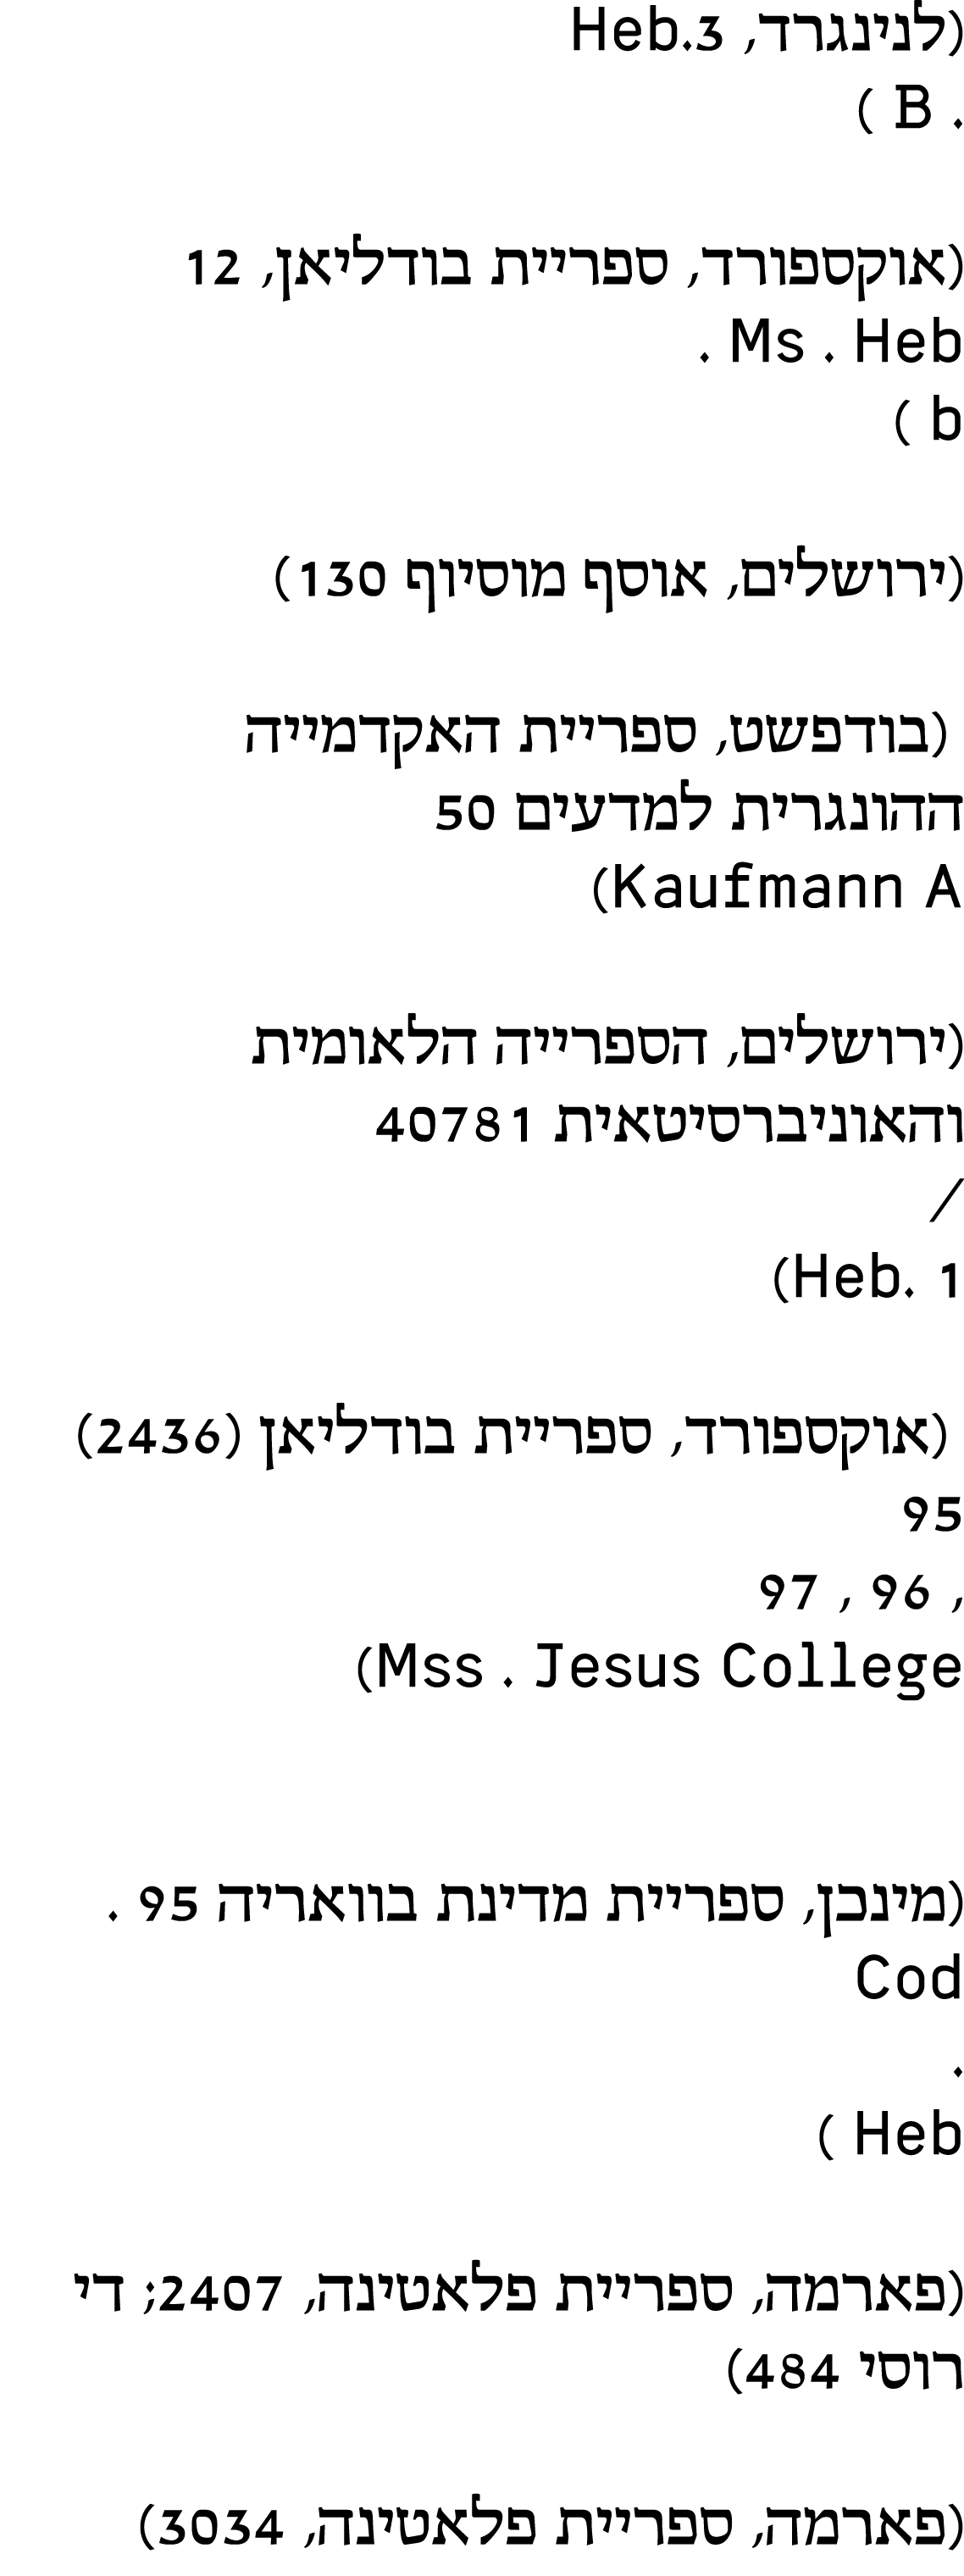 (לנינגרד, Heb.3
. B )
(אוקספורד, ספריית בודליאן, 12
Ms . Heb .
b )
(ירושלים, אוסף מוסיוף 130)
(בודפשט, ספריית האקדמייה
ההונגרית למדעים 50
Kaufmann A)
(ירושלים, הספרייה הלאומית
והאוניברסיטאית 40781
/
Heb. 1)
(אוקספורד, ספריית בודליאן (2436)
95
, 96 , 97
Mss . Jesus College)
(מינכן, ספריית מדינת בוואריה 95 .
Cod
.
Heb )
(פארמה, ספריית פלאטינה, 2407; די
רוסי 484)
(פארמה, ספריית פלאטינה, 3034)